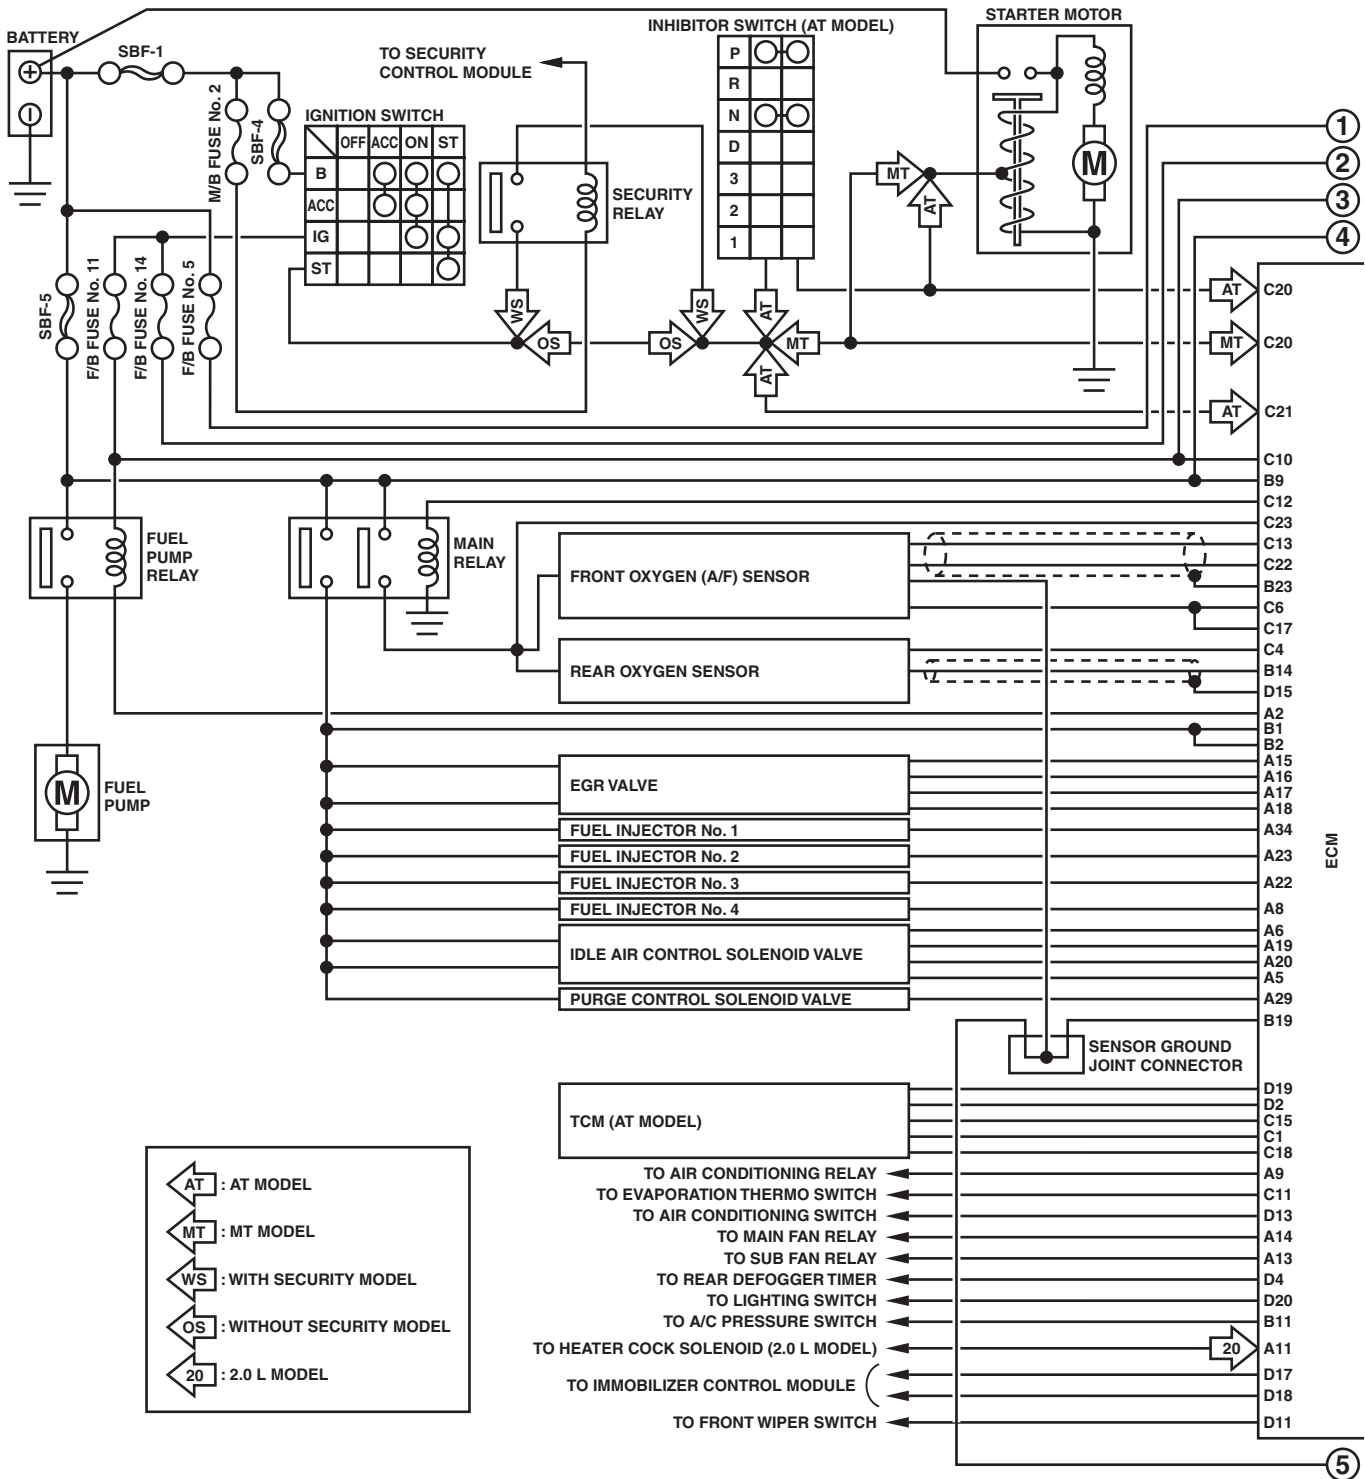 BATTERY
SBF-1
M/B FUSE No. 2
SBF-4
TO SECURITY
CONTROL MODULE
INHIBITOR SWITCH (AT MODEL)
P
R
N
D
3
2
1
STARTER MOTOR
M
IGNITION SWITCH
OFF ACC ON ST
B
ACC
IG
ST
SECURITY
RELAY
MT
AT
1
2
3
4
SBF-5
F/B FUSE No. 11
F/B FUSE No. 14
F/B FUSE No. 5
WS
OS
OS
WS
AT
MT
AT
AT C20
MT C20
AT C21
C10
B9
C12
C23
C13
C22
B23
C6
C17
C4
B14
D15
A2
B1
B2
A15
A16
A17
A18
A34
A23
A22
A8
A6
A19
A20
A5
A29
B19
ECM
FUEL
PUMP
RELAY
MAIN
RELAY
FRONT OXYGEN (A/F) SENSOR
REAR OXYGEN SENSOR
M
FUEL
PUMP
EGR VALVE
FUEL INJECTOR No. 1
FUEL INJECTOR No. 2
FUEL INJECTOR No. 3
FUEL INJECTOR No. 4
IDLE AIR CONTROL SOLENOID VALVE
PURGE CONTROL SOLENOID VALVE
SENSOR GROUND
JOINT CONNECTOR
TCM (AT MODEL)
D19
D2
C15
C1
C18
TO AIR CONDITIONING RELAY A9
TO EVAPORATION THERMO SWITCH C11
TO AIR CONDITIONING SWITCH D13
TO MAIN FAN RELAY A14
TO SUB FAN RELAY A13
TO REAR DEFOGGER TIMER D4
TO LIGHTING SWITCH D20
TO A/C PRESSURE SWITCH B11
TO HEATER COCK SOLENOID (2.0 L MODEL) 20 A11
TO IMMOBILIZER CONTROL MODULE
D17
D18
TO FRONT WIPER SWITCH D11
5
AT : AT MODEL
MT : MT MODEL
WS : WITH SECURITY MODEL
OS : WITHOUT SECURITY MODEL
20 : 2.0 L MODEL